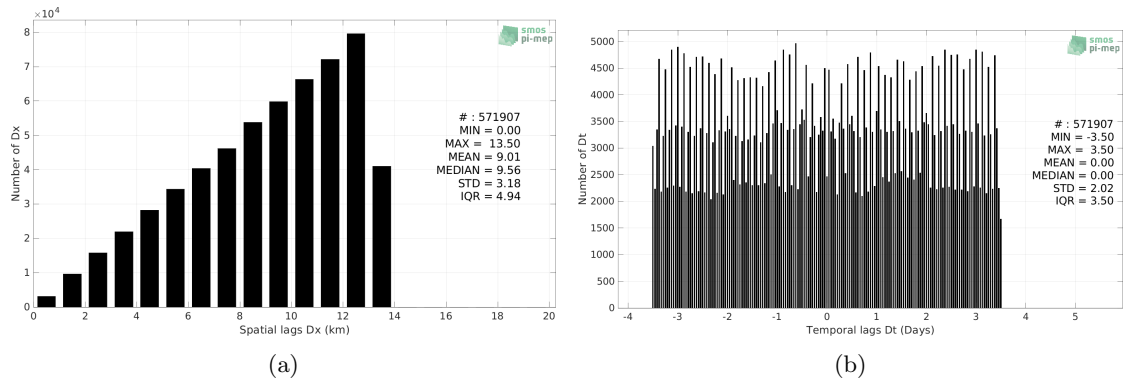 ×10⁴
8
7
6
5
4
3
2
1
0
Number of Dx
smos
pi-mep
# : 571907
MIN = 0.00
MAX = 13.50
MEAN = 9.01
MEDIAN = 9.56
STD = 3.18
IQR = 4.94
0 2 4 6 8 10 12 14 16 18 20
Spatial lags Dx (km)
(a)
5000
4500
4000
3500
3000
2500
2000
1500
1000
500
0
Number of Dt
smos
pi-mep
# : 571907
MIN = -3.50
MAX = 3.50
MEAN = 0.00
MEDIAN = 0.00
STD = 2.02
IQR = 3.50
-4 -3 -2 -1 0 1 2 3 4 5
Temporal lags Dt (Days)
(b)